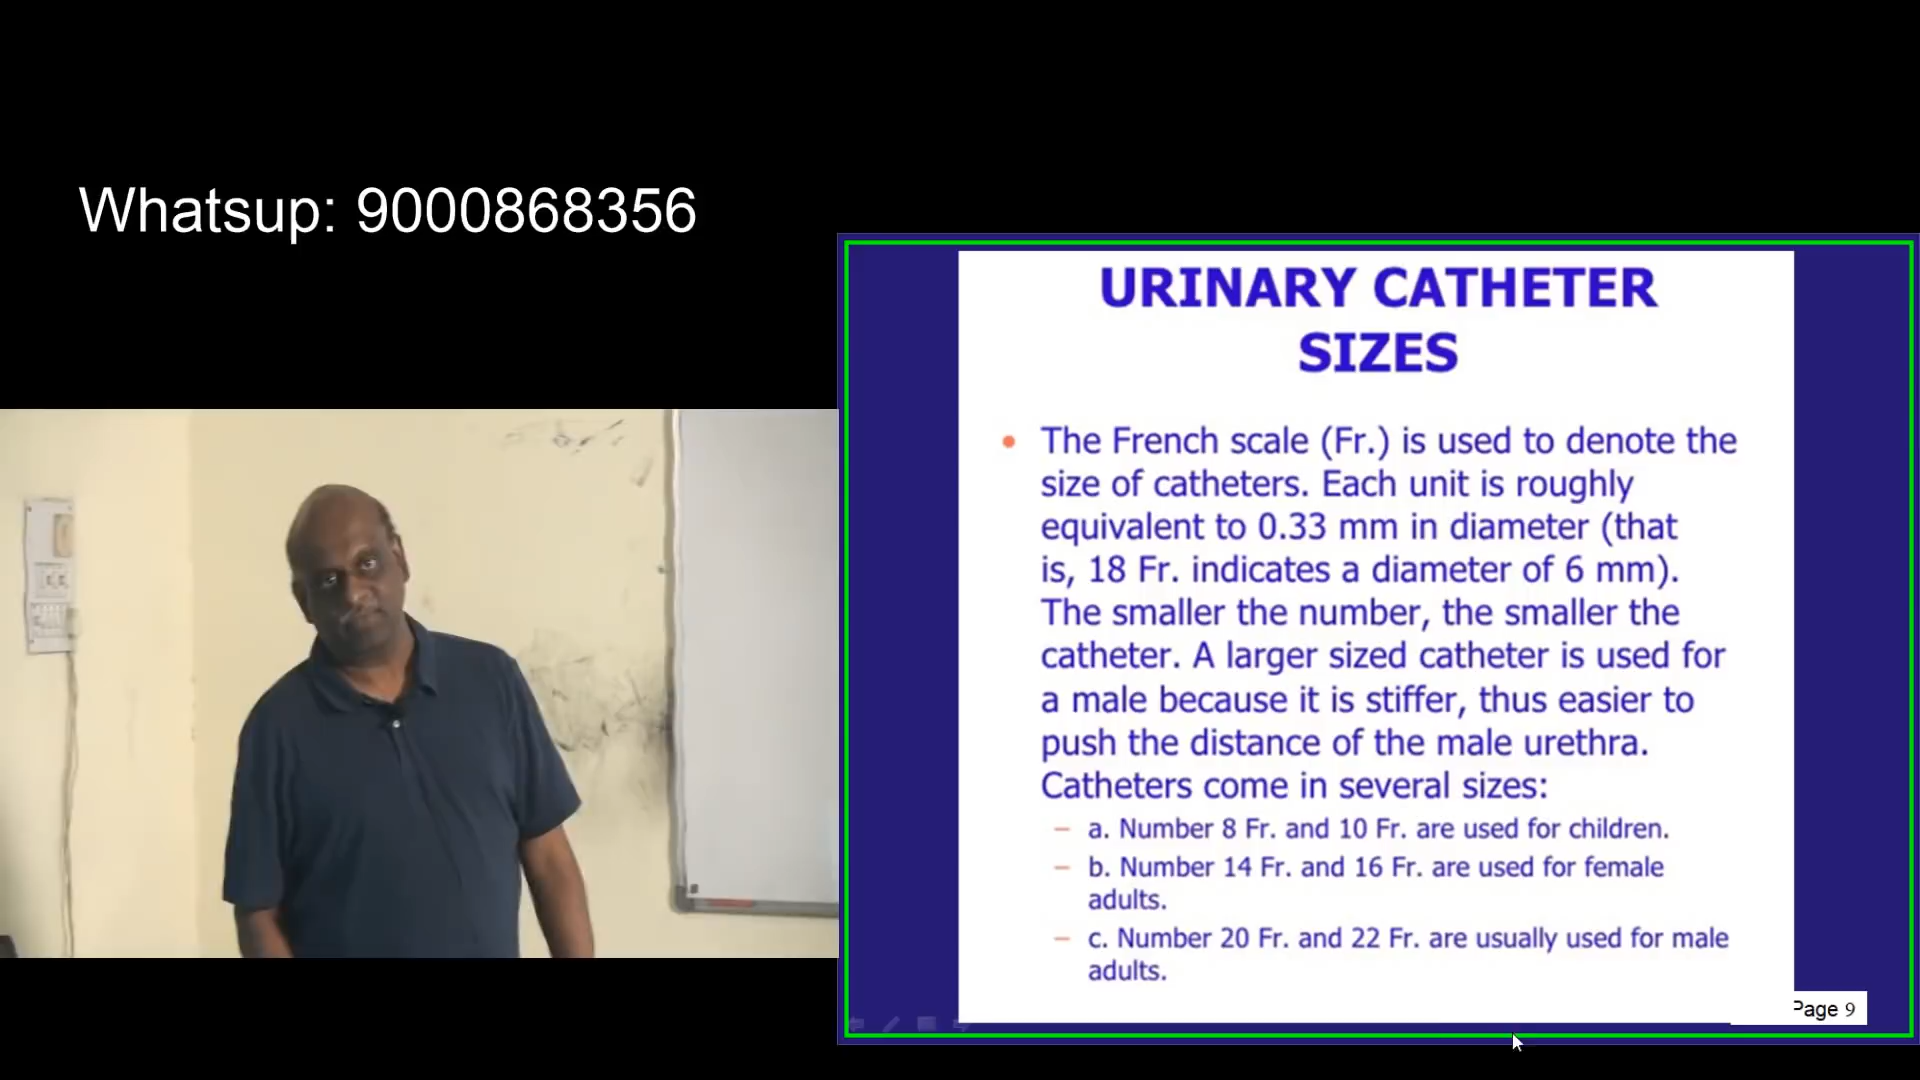 Whatsup: 9000868356
URINARY CATHETER
SIZES
• The French scale (Fr.) is used to denote the
size of catheters. Each unit is roughly
equivalent to 0.33 mm in diameter (that
is, 18 Fr. indicates a diameter of 6 mm).
The smaller the number, the smaller the
catheter. A larger sized catheter is used for
a male because it is stiffer, thus easier to
push the distance of the male urethra.
Catheters come in several sizes:
– a. Number 8 Fr. and 10 Fr. are used for children.
– b. Number 14 Fr. and 16 Fr. are used for female
adults.
– c. Number 20 Fr. and 22 Fr. are usually used for male
adults.
Page 9